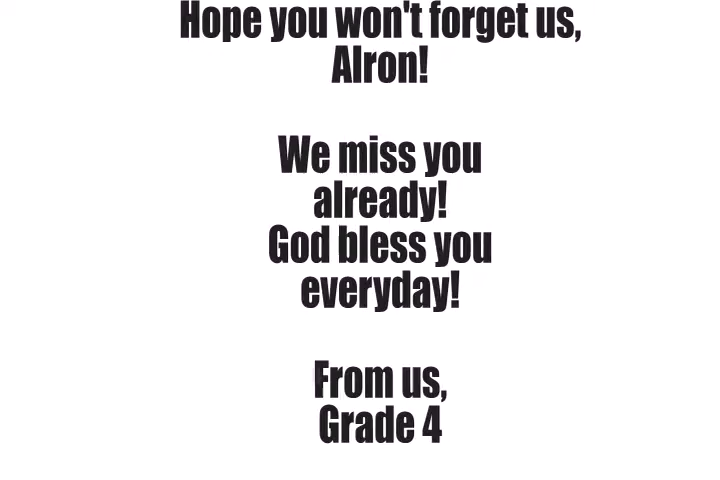 Hope you won't forget us,
Alron!
We miss you
already!
God bless you
everyday!
From us,
Grade 4